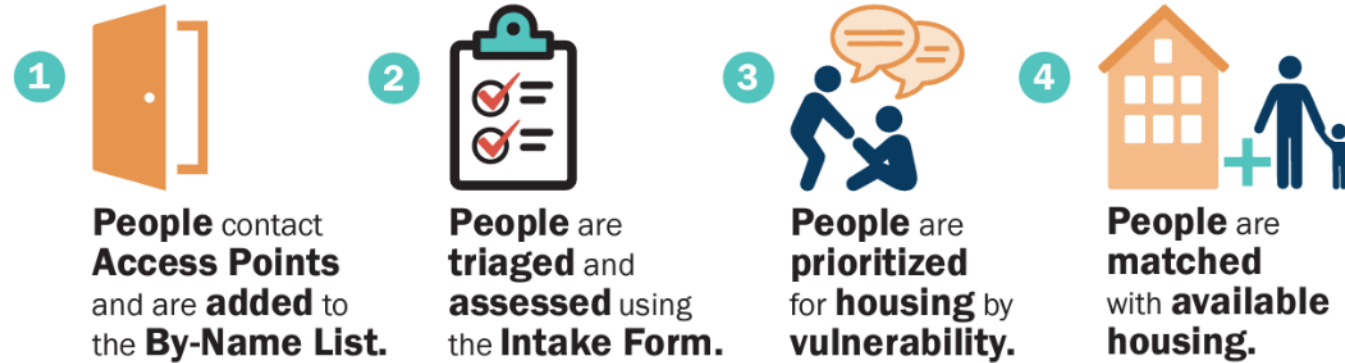 1
People contact
Access Points
and are added to
the By-Name List.
2
People are
triaged and
assessed using
the Intake Form.
3
People are
prioritized
for housing by
vulnerability.
4
People are
matched
with available
housing.